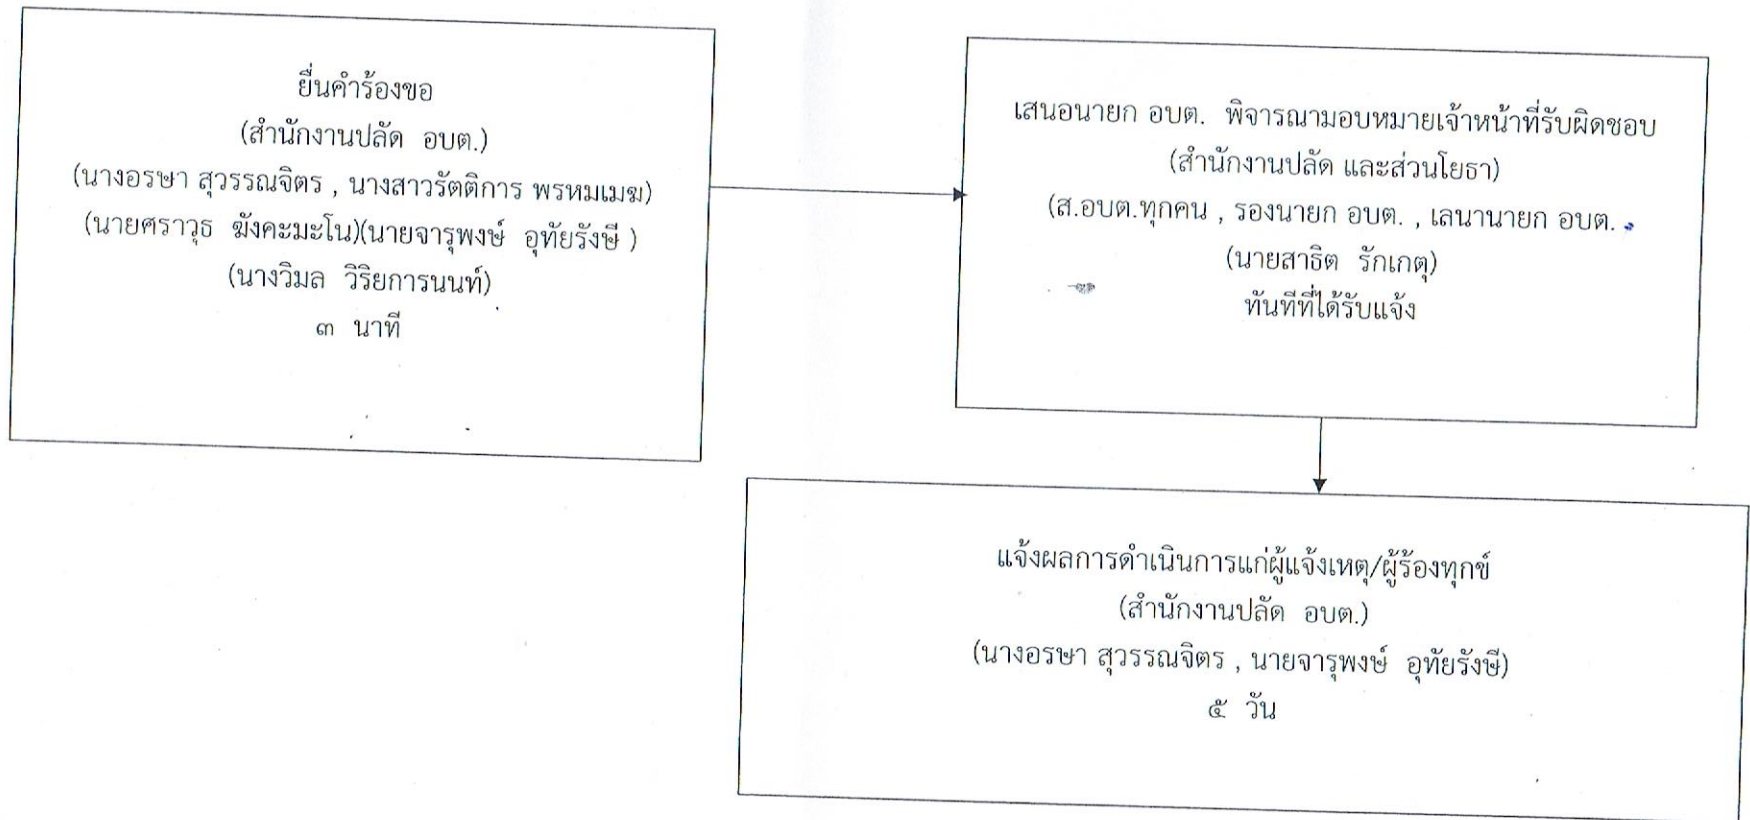 ยื่นคำร้องขอ
(สำนักงานปลัด อบต.)
(นางอรษา สุวรรณจิตร , นางสาวรัตติการ พรหมเมฆ)
(นายศราวุธ ฆังคะมะโน)(นายจารุพงษ์ อุทัยรังษี )
(นางวิมล วิริยการนนท์)
๓ นาที
เสนอนายก อบต. พิจารณามอบหมายเจ้าหน้าที่รับผิดชอบ
(สำนักงานปลัด และส่วนโยธา)
(ส.อบต.ทุกคน , รองนายก อบต. , เลนานายก อบต.
(นายสาธิต รักเกตุ)
ทันทีที่ได้รับแจ้ง
แจ้งผลการดำเนินการแก่ผู้แจ้งเหตุ/ผู้ร้องทุกข์
(สำนักงานปลัด อบต.)
(นางอรษา สุวรรณจิตร , นายจารุพงษ์ อุทัยรังษี)
๕ วัน